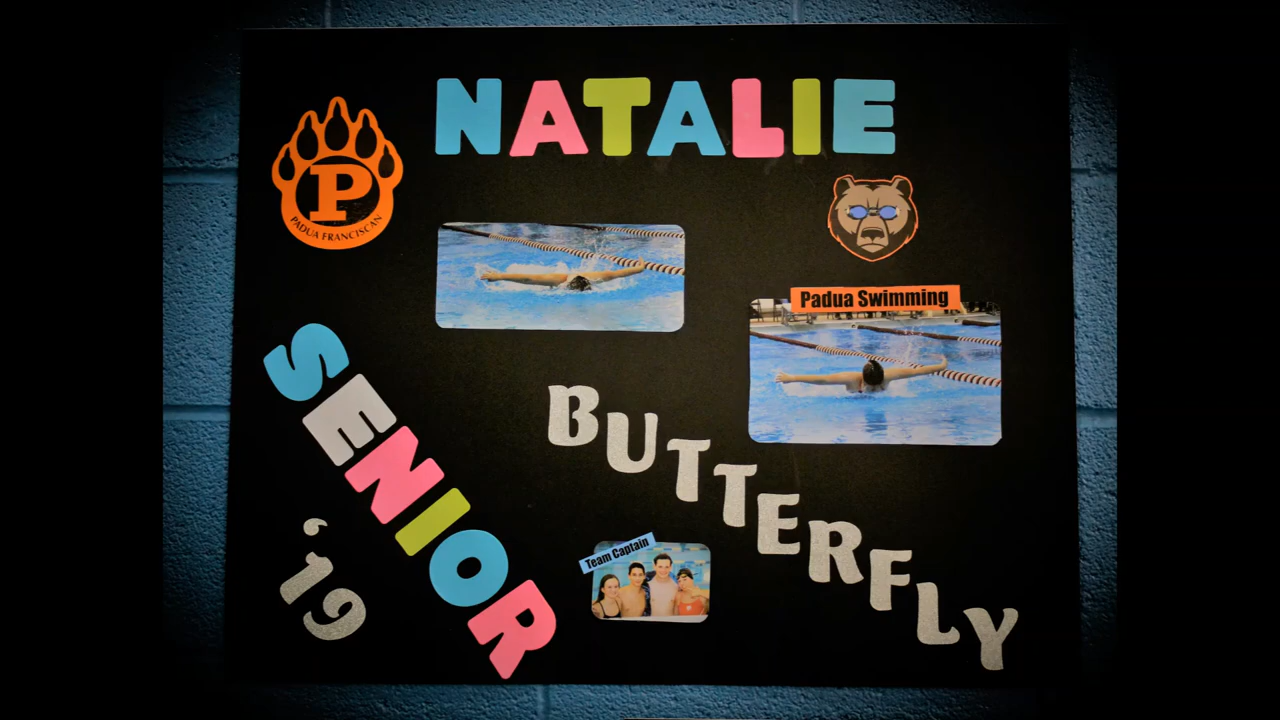 NATALIE
P
PADUA FRANCISCAN
Padua Swimming
SENIOR
'19
BUTTERFLY
Team Captain